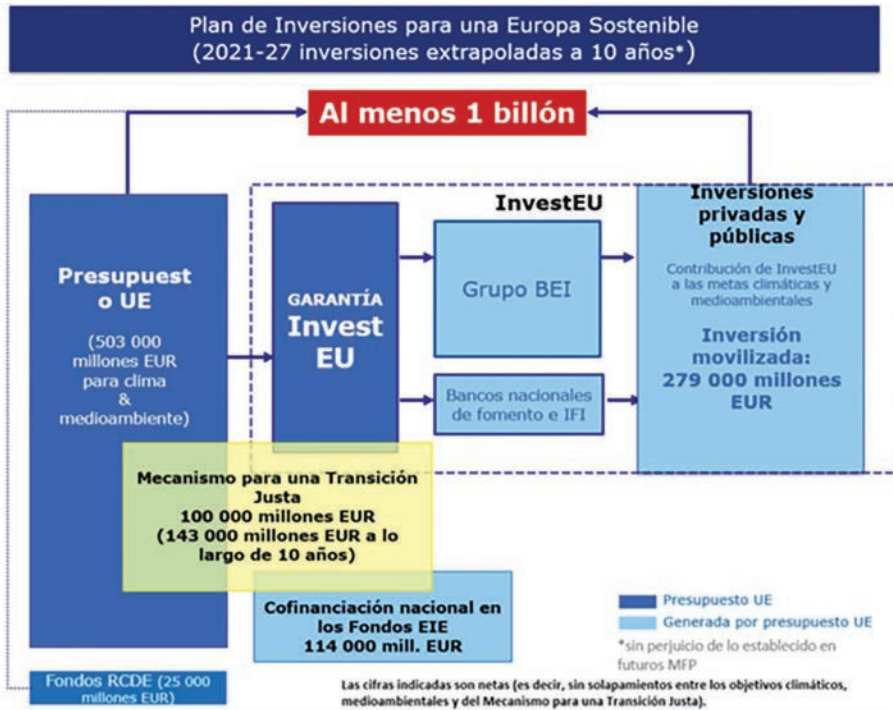 Plan de Inversiones para una Europa Sostenible
(2021-27 inversiones extrapoladas a 10 años*)
Al menos 1 billón
Presupuest
o UE
(503 000
millones EUR
para clima
&
medioambiente)
GARANTÍA
Invest
EU
InvestEU
Grupo BEI
Bancos nacionales
de fomento e IFI
Inversiones
privadas y
públicas
Contribución de InvestEU
a las metas climáticas y
medioambientales
Inversión
movilizada:
279 000 millones
EUR
Mecanismo para una Transición
Justa
100 000 millones EUR
(143 000 millones EUR a lo
largo de 10 años)
Cofinanciación nacional en
los Fondos EIE
114 000 mill. EUR
Fondos RCDE (25 000
millones EUR)
Presupuesto UE
Generada por presupuesto UE
*sin perjuicio de lo establecido en
futuros MFP
Las cifras indicadas son netas (es decir, sin solapamientos entre los objetivos climáticos,
medioambientales y del Mecanismo para una Transición Justa).